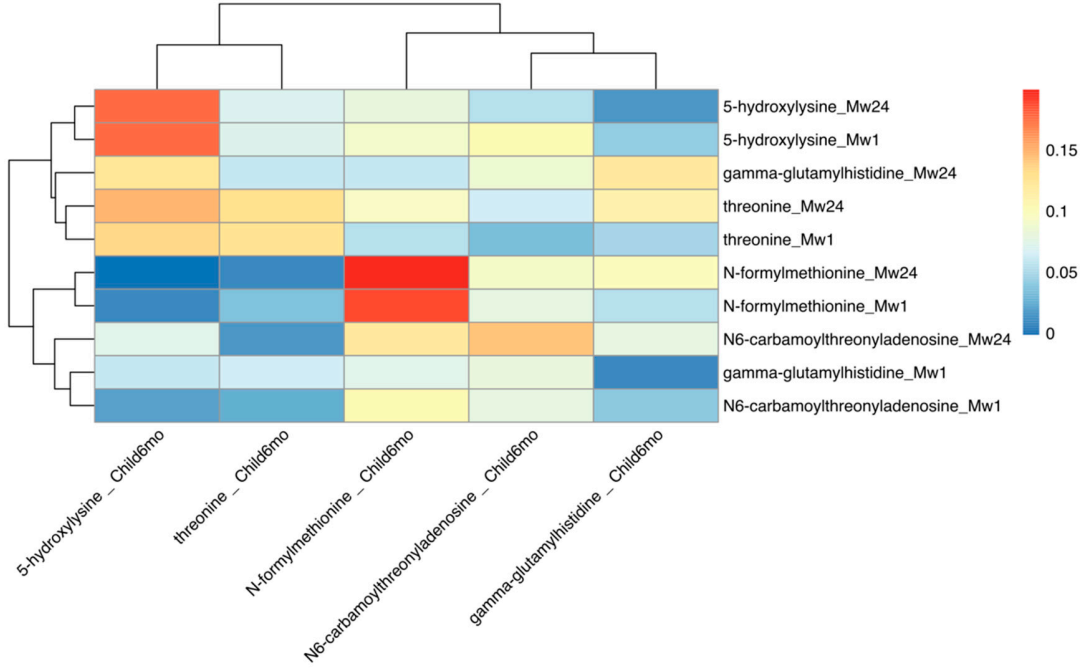 5-hydroxylysine_Mw24
5-hydroxylysine_Mw1
gamma-glutamylhistidine_Mw24
threonine_Mw24
threonine_Mw1
N-formylmethionine_Mw24
N-formylmethionine_Mw1
N6-carbamoylthreonyladenosine_Mw24
gamma-glutamylhistidine_Mw1
N6-carbamoylthreonyladenosine_Mw1
0.15
0.1
0.05
0
5-hydroxylysine _ Child6mo
threonine _ Child6mo
N-formylmethionine _ Child6mo
N6-carbamoylthreonyladenosine _ Child6mo
gamma-glutamylhistidine _ Child6mo